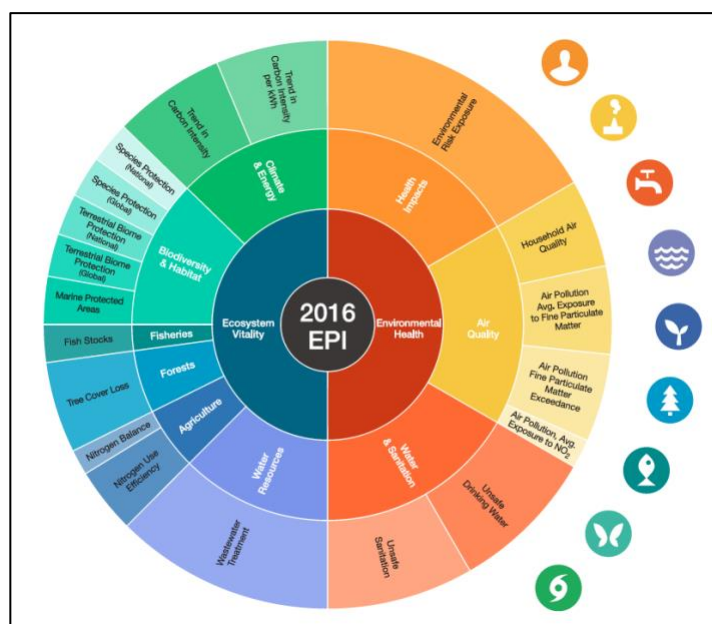 2016
EPI
Environmental
Health
Health
Impacts
Environmental
Risk Exposure
Air
Quality
Household Air
Quality
Air Pollution
Avg. Exposure
to Fine Particulate
Matter
Air Pollution
Fine Particulate
Matter
Exceedance
Air Pollution, Avg.
Exposure to NO₂
Water
& Sanitation
Unsafe
Drinking Water
Unsafe
Sanitation
Ecosystem
Vitality
Water
Resources
Wastewater
Treatment
Agriculture
Nitrogen Use
Efficiency
Nitrogen Balance
Forests
Tree Cover Loss
Fisheries
Fish Stocks
Biodiversity
& Habitat
Marine Protected
Areas
Terrestrial Biome
Protection
(Global)
Terrestrial Biome
Protection
(National)
Species Protection
(Global)
Species Protection
(National)
Climate
& Energy
Trend in
Carbon Intensity
Trend in
Carbon Intensity
per kWh